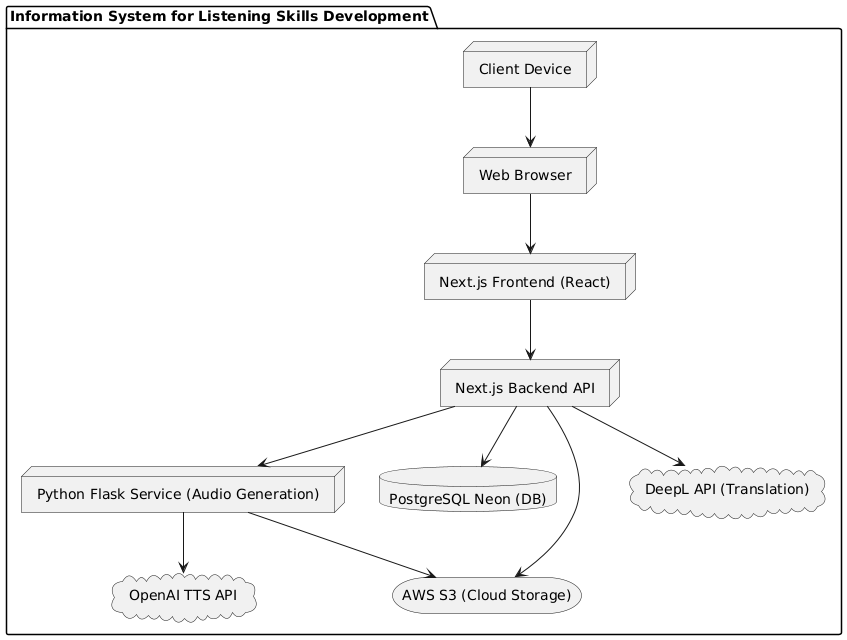 Information System for Listening Skills Development
Client Device
Web Browser
Next.js Frontend (React)
Next.js Backend API
Python Flask Service (Audio Generation)
PostgreSQL Neon (DB)
DeepL API (Translation)
OpenAI TTS API
AWS S3 (Cloud Storage)